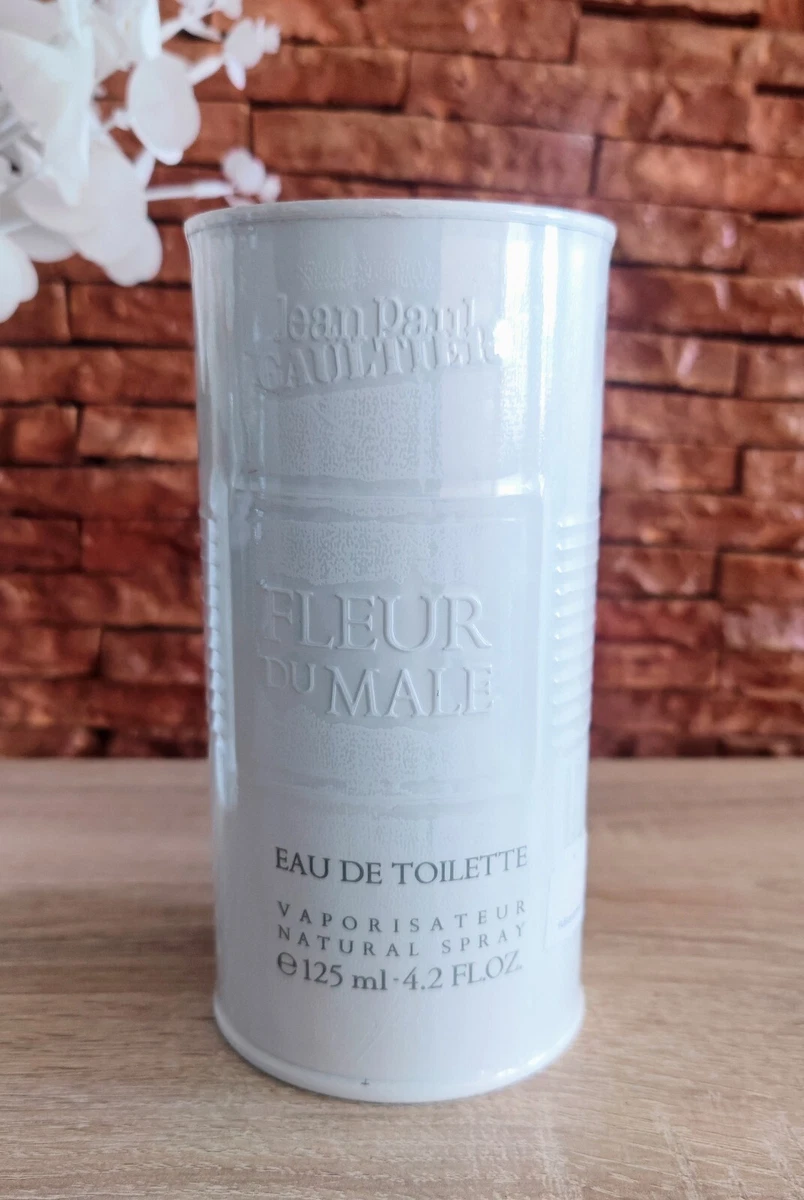 Jean Paul
GAULTIER
FLEUR
DU MALE
EAU DE TOILETTE
VAPORISATEUR
NATURAL SPRAY
℮125 ml - 4.2 FL.OZ.